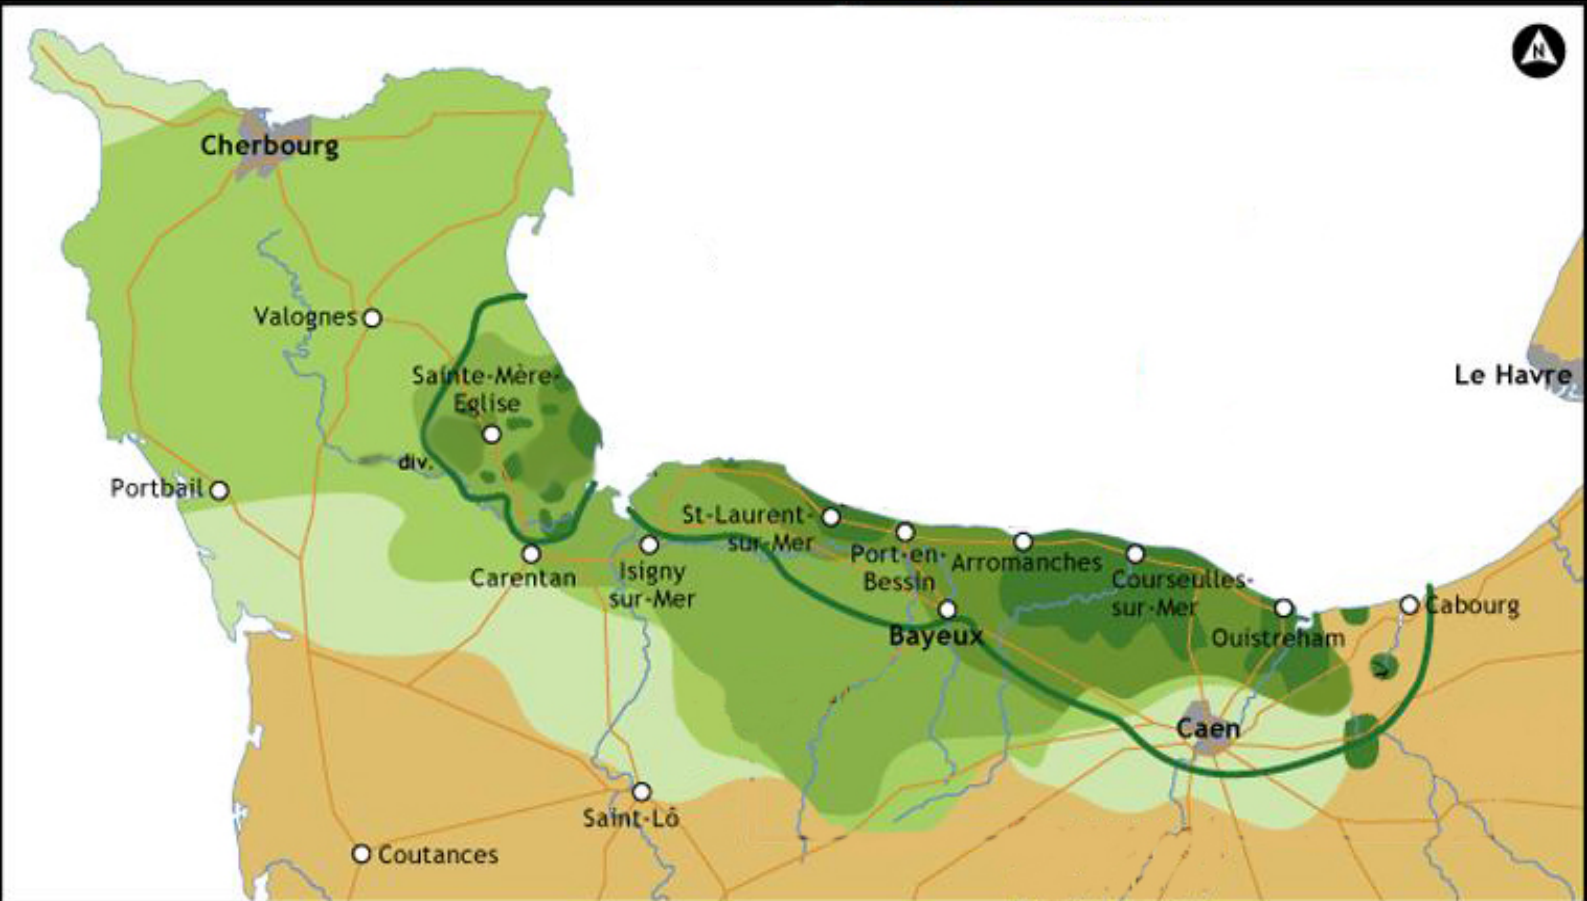 N
Cherbourg
Valognes
Le Havre
Sainte-Mère-
Eglise
div.
Portbail
St-Laurent-
sur-Mer
Port-en-
Bessin
Arromanches
Carentan
Isigny
sur-Mer
Courseulles-
sur-Mer
Cabourg
Bayeux
Ouistreham
Caen
Saint-Lô
Coutances